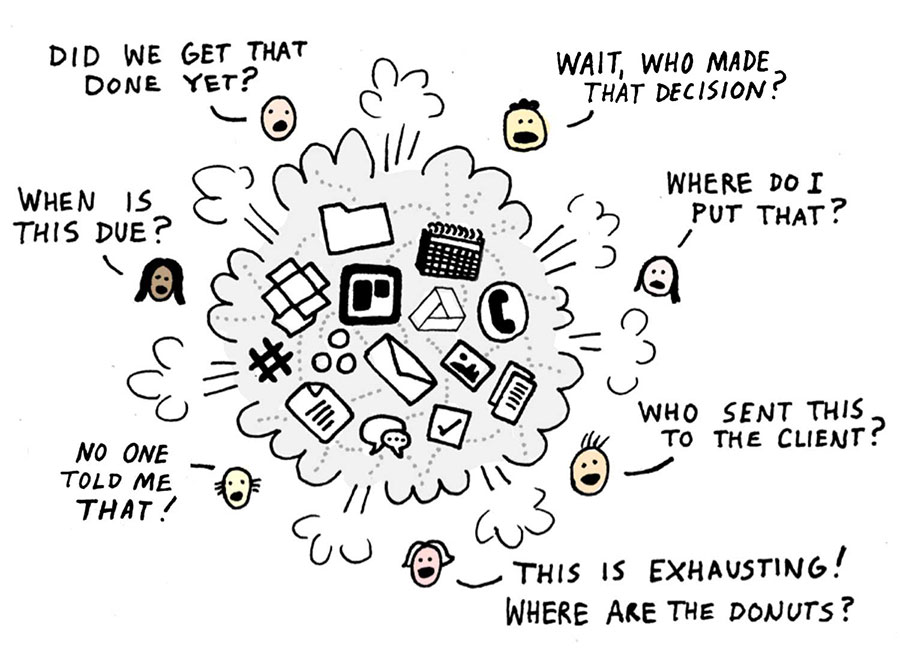 DID WE GET THAT
DONE YET?
WAIT, WHO MADE
THAT DECISION?
WHEN IS
THIS DUE?
WHERE DO I
PUT THAT?
NO ONE
TOLD ME
THAT!
WHO SENT THIS
TO THE CLIENT?
THIS IS EXHAUSTING!
WHERE ARE THE DONUTS?